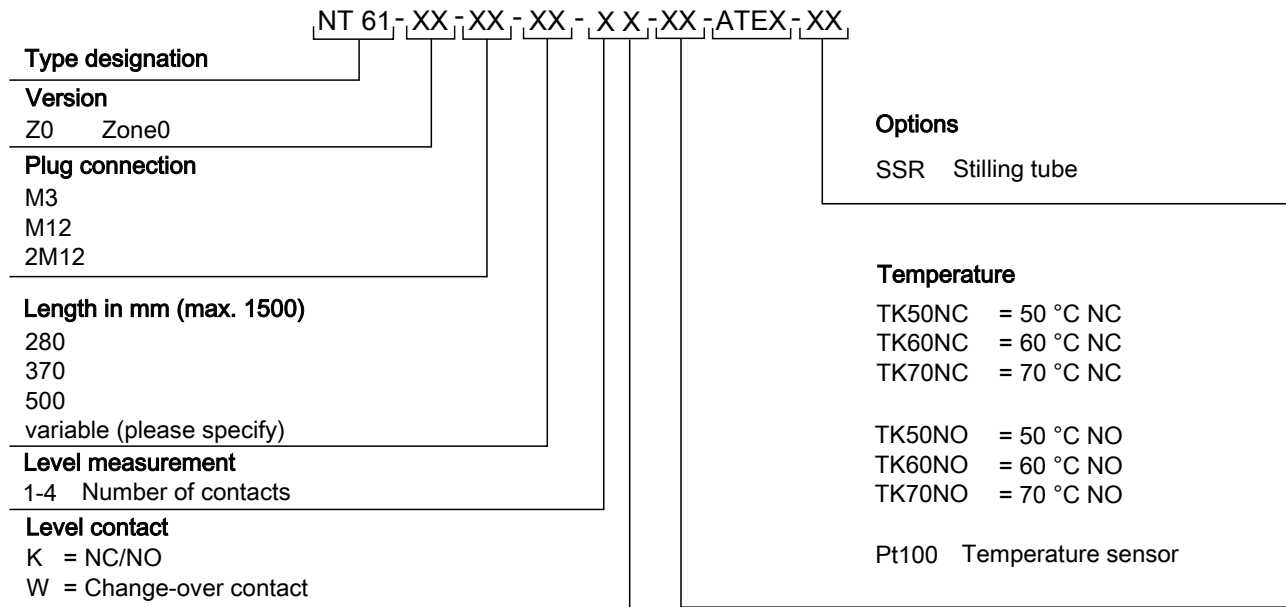 NT 61-XX-XX-XX-X X-XX-ATEX-XX
Type designation
Version
Z0 Zone0
Plug connection
M3
M12
2M12
Length in mm (max. 1500)
280
370
500
variable (please specify)
Level measurement
1-4 Number of contacts
Level contact
K = NC/NO
W = Change-over contact
Options
SSR Stilling tube
Temperature
TK50NC = 50 °C NC
TK60NC = 60 °C NC
TK70NC = 70 °C NC
TK50NO = 50 °C NO
TK60NO = 60 °C NO
TK70NO = 70 °C NO
Pt100 Temperature sensor